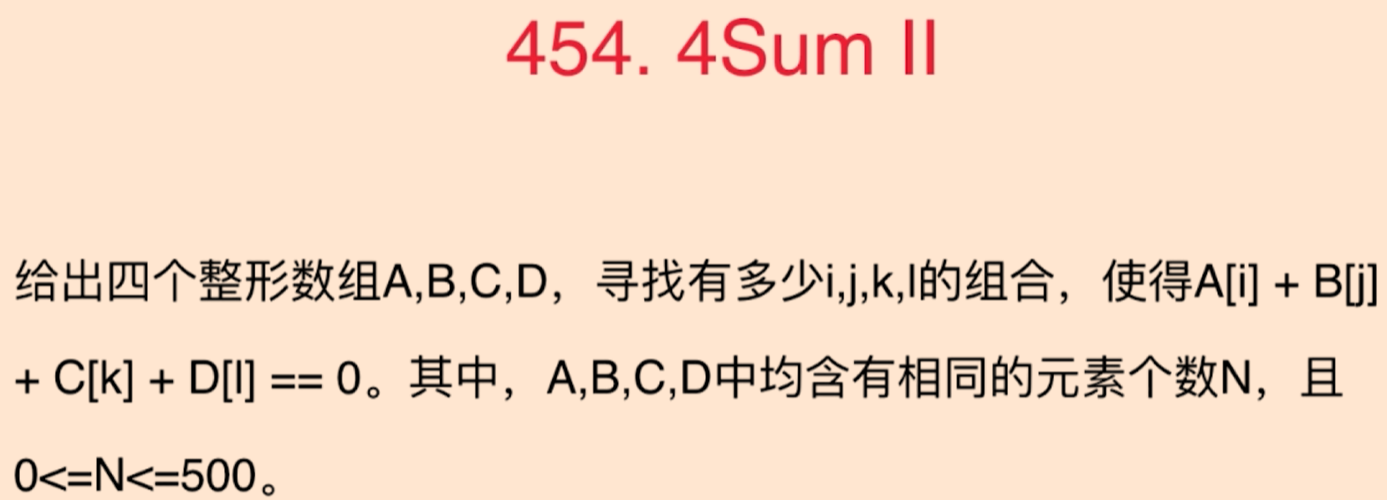 454. 4Sum II
给出四个整形数组A,B,C,D，寻找有多少i,j,k,l的组合，使得A[i] + B[j]
+ C[k] + D[l] == 0。其中，A,B,C,D中均含有相同的元素个数N，且
0<=N<=500。